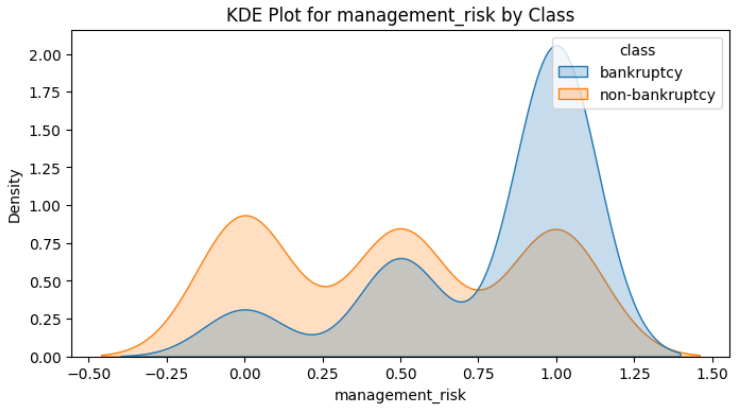 KDE Plot for management_risk by Class
class
bankruptcy
non-bankruptcy
Density
2.00
1.75
1.50
1.25
1.00
0.75
0.50
0.25
0.00
−0.50 −0.25 0.00 0.25 0.50 0.75 1.00 1.25 1.50
management_risk